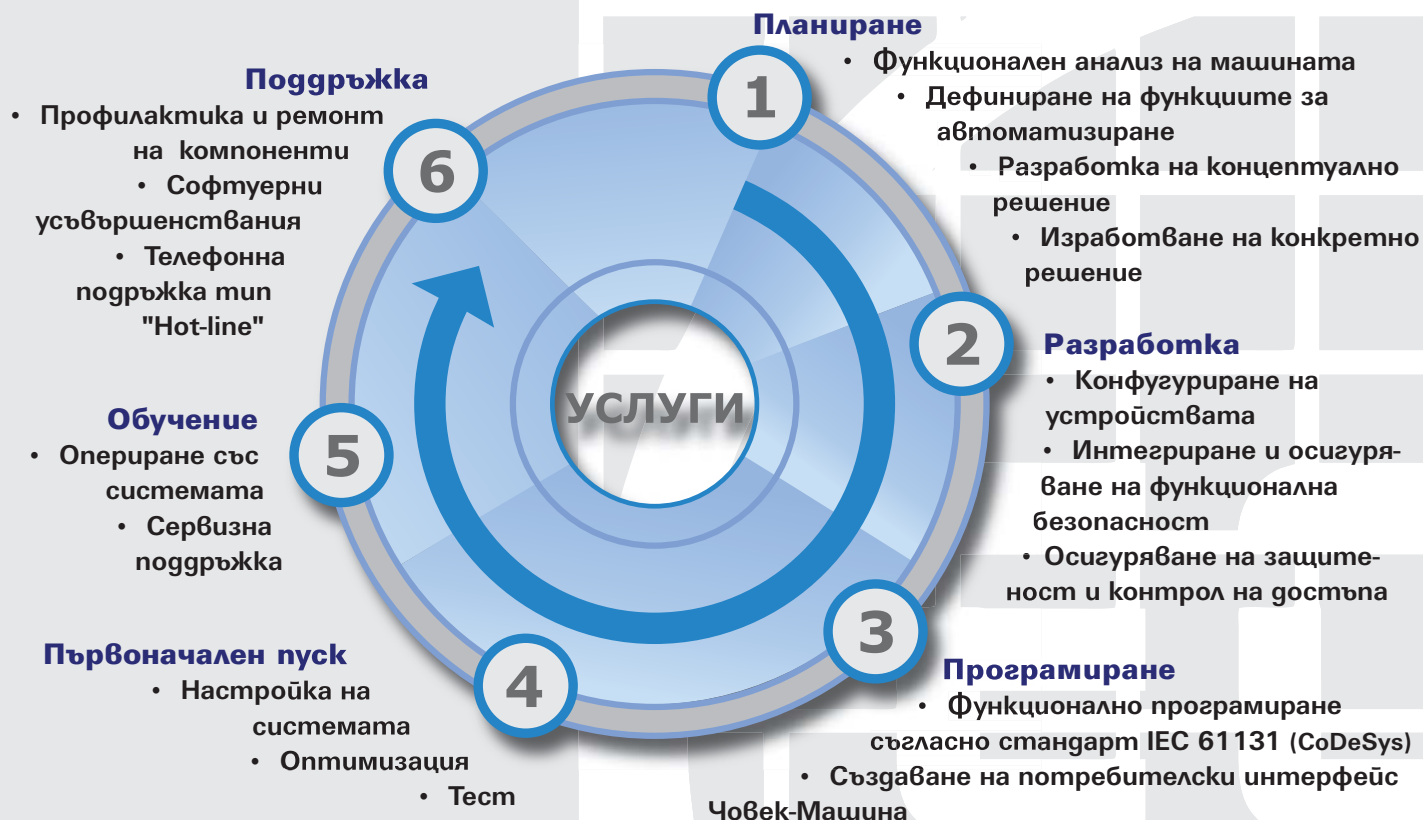 УСЛУГИ
1
Планиране
• Функционален анализ на машината
• Дефиниране на функциите за
автоматизиране
• Разработка на концептуално
решение
• Изработване на конкретно
решение
2
Разработка
• Конфугуриране на
устройствата
• Интегриране и осигуря-
ване на функционална
безопасност
• Осигуряване на защите-
ност и контрол на достъпа
3
Програмиране
• Функционално програмиране
съгласно стандарт IEC 61131 (CoDeSys)
• Създаване на потребителски интерфейс
Човек-Машина
4
Първоначален пуск
• Настройка на
системата
• Оптимизация
• Тест
5
Обучение
• Опериране със
системата
• Сервизна
поддръжка
6
Поддръжка
• Профилактика и ремонт
на компоненти
• Софтуерни
усъвършенствания
• Телефонна
подръжка тип
"Hot-line"